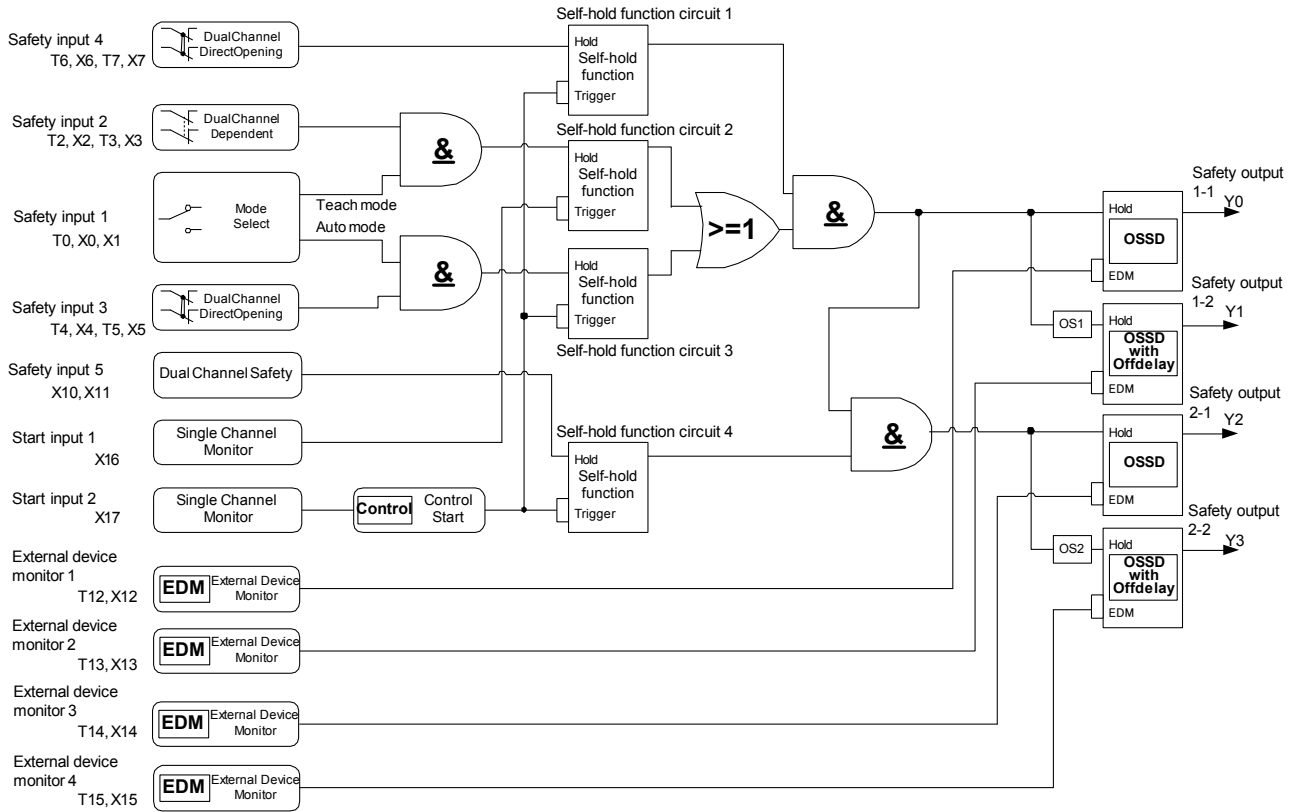 Self-hold function circuit 1
Safety input 4
T6, X6, T7, X7
DualChannel
DirectOpening
Hold
Self-hold
function
Trigger
Safety input 2
T2, X2, T3, X3
DualChannel
Dependent
&
Self-hold function circuit 2
Hold
Self-hold
function
Trigger
Safety input 1
T0, X0, X1
Mode
Select
Teach mode
Auto mode
>=1
&
Safety input 3
T4, X4, T5, X5
DualChannel
DirectOpening
&
Hold
Self-hold
function
Trigger
Self-hold function circuit 3
Safety input 5
X10, X11
Dual Channel Safety
Start input 1
X16
Single Channel
Monitor
Self-hold function circuit 4
Hold
Self-hold
function
Trigger
&
Start input 2
X17
Single Channel
Monitor
Control
Control
Start
Safety output
1-1
Y0
Hold
OSSD
EDM
Safety output
1-2
Y1
OS1
Hold
OSSD
with
Offdelay
EDM
Safety output
2-1
Y2
Hold
OSSD
EDM
Safety output
2-2
Y3
OS2
Hold
OSSD
with
Offdelay
EDM
External device
monitor 1
T12, X12
EDM
External Device
Monitor
External device
monitor 2
T13, X13
EDM
External Device
Monitor
External device
monitor 3
T14, X14
EDM
External Device
Monitor
External device
monitor 4
T15, X15
EDM
External Device
Monitor